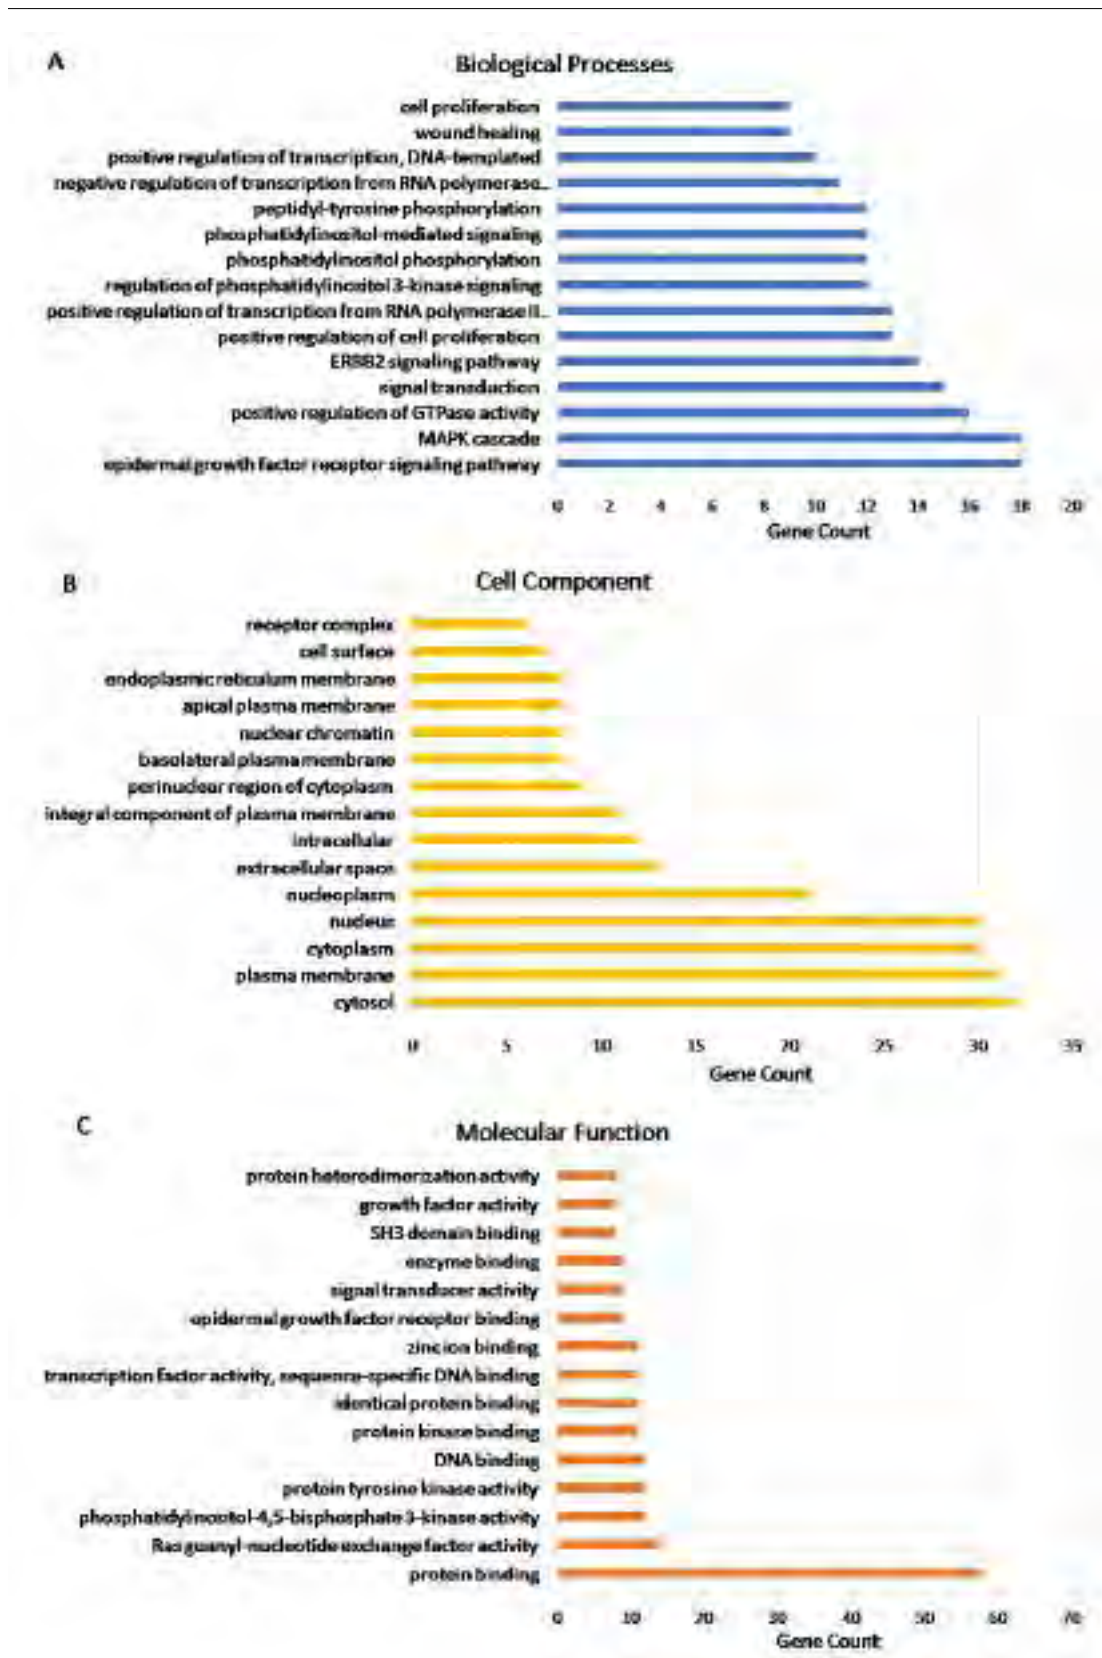 A
Biological Processes
cell proliferation
wound healing
positive regulation of transcription, DNA-templated
negative regulation of transcription from RNA polymerase..
peptidyl-tyrosine phosphorylation
phosphatidylinositol-mediated signaling
phosphatidylinositol phosphorylation
regulation of phosphatidylinositol 3-kinase signaling
positive regulation of transcription from RNA polymerase II..
positive regulation of cell proliferation
ERBB2 signaling pathway
signal transduction
positive regulation of GTPase activity
MAPK cascade
epidermal growth factor receptor signaling pathway
0 2 4 6 8 10 12 14 16 18 20
Gene Count
B
Cell Component
receptor complex
cell surface
endoplasmic reticulum membrane
apical plasma membrane
nuclear chromatin
basolateral plasma membrane
perinuclear region of cytoplasm
integral component of plasma membrane
intracellular
extracellular space
nucleoplasm
nucleus
cytoplasm
plasma membrane
cytosol
0 5 10 15 20 25 30 35
Gene Count
C
Molecular Function
protein heterodimerization activity
growth factor activity
SH3 domain binding
enzyme binding
signal transducer activity
epidermal growth factor receptor binding
zinc ion binding
transcription factor activity, sequence-specific DNA binding
identical protein binding
protein kinase binding
DNA binding
protein tyrosine kinase activity
phosphatidylinositol-4,5-bisphosphate 3-kinase activity
Ras guanyl-nucleotide exchange factor activity
protein binding
0 10 20 30 40 50 60 70
Gene Count